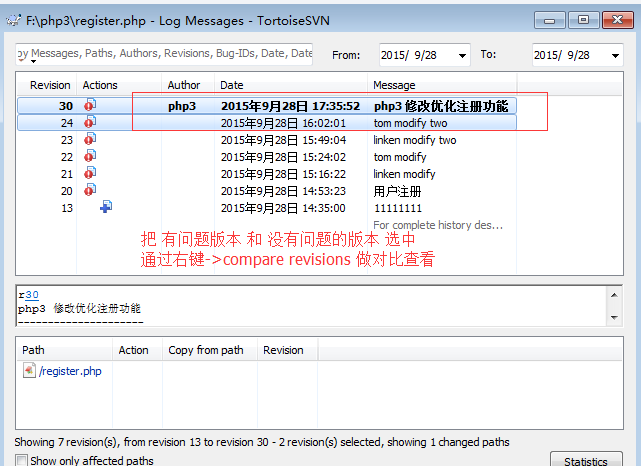 F:\php3\register.php - Log Messages - TortoiseSVN
y Messages, Paths, Authors, Revisions, Bug-IDs, Date, Date
From: 2015/ 9/28 To: 2015/ 9/28
Revision Actions Author Date Message
30 php3 2015年9月28日 17:35:52 php3 修改优化注册功能
24 2015年9月28日 16:02:01 tom modify two
23 2015年9月28日 15:49:04 linken modify two
22 2015年9月28日 15:24:02 tom modify
21 2015年9月28日 15:16:22 linken modify
20 2015年9月28日 14:53:23 用户注册
13 2015年9月28日 14:35:00 11111111
For complete history des...
把 有问题版本 和 没有问题的版本 选中
通过右键->compare revisions 做对比查看
r30
php3 修改优化注册功能
---------------------
Path Action Copy from path Revision
/register.php
Showing 7 revision(s), from revision 13 to revision 30 - 2 revision(s) selected, showing 1 changed paths
Show only affected paths
Statistics